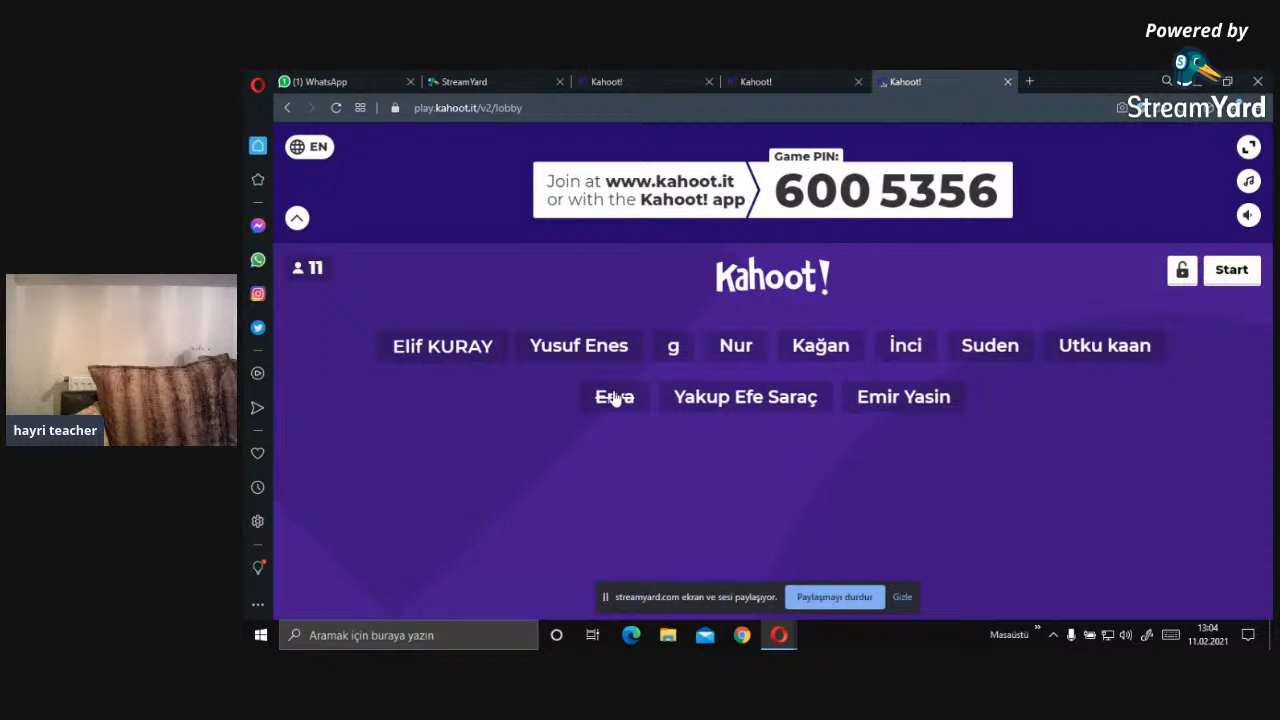 Powered by
StreamYard
(1) WhatsApp
StreamYard
Kahoot!
Kahoot!
Kahoot!
play.kahoot.it/v2/lobby
EN
Join at www.kahoot.it
or with the Kahoot! app
Game PIN:
600 5356
11
Kahoot!
Start
Elif KURAY
Yusuf Enes
g
Nur
Kağan
İnci
Suden
Utku kaan
Yakup Efe Saraç
Emir Yasin
hayri teacher
streamyard.com ekran ve sesi paylaşıyor.
Paylaşmayı durdur
Gizle
Aramak için buraya yazın
Masaüstü
13:04
11.02.2021